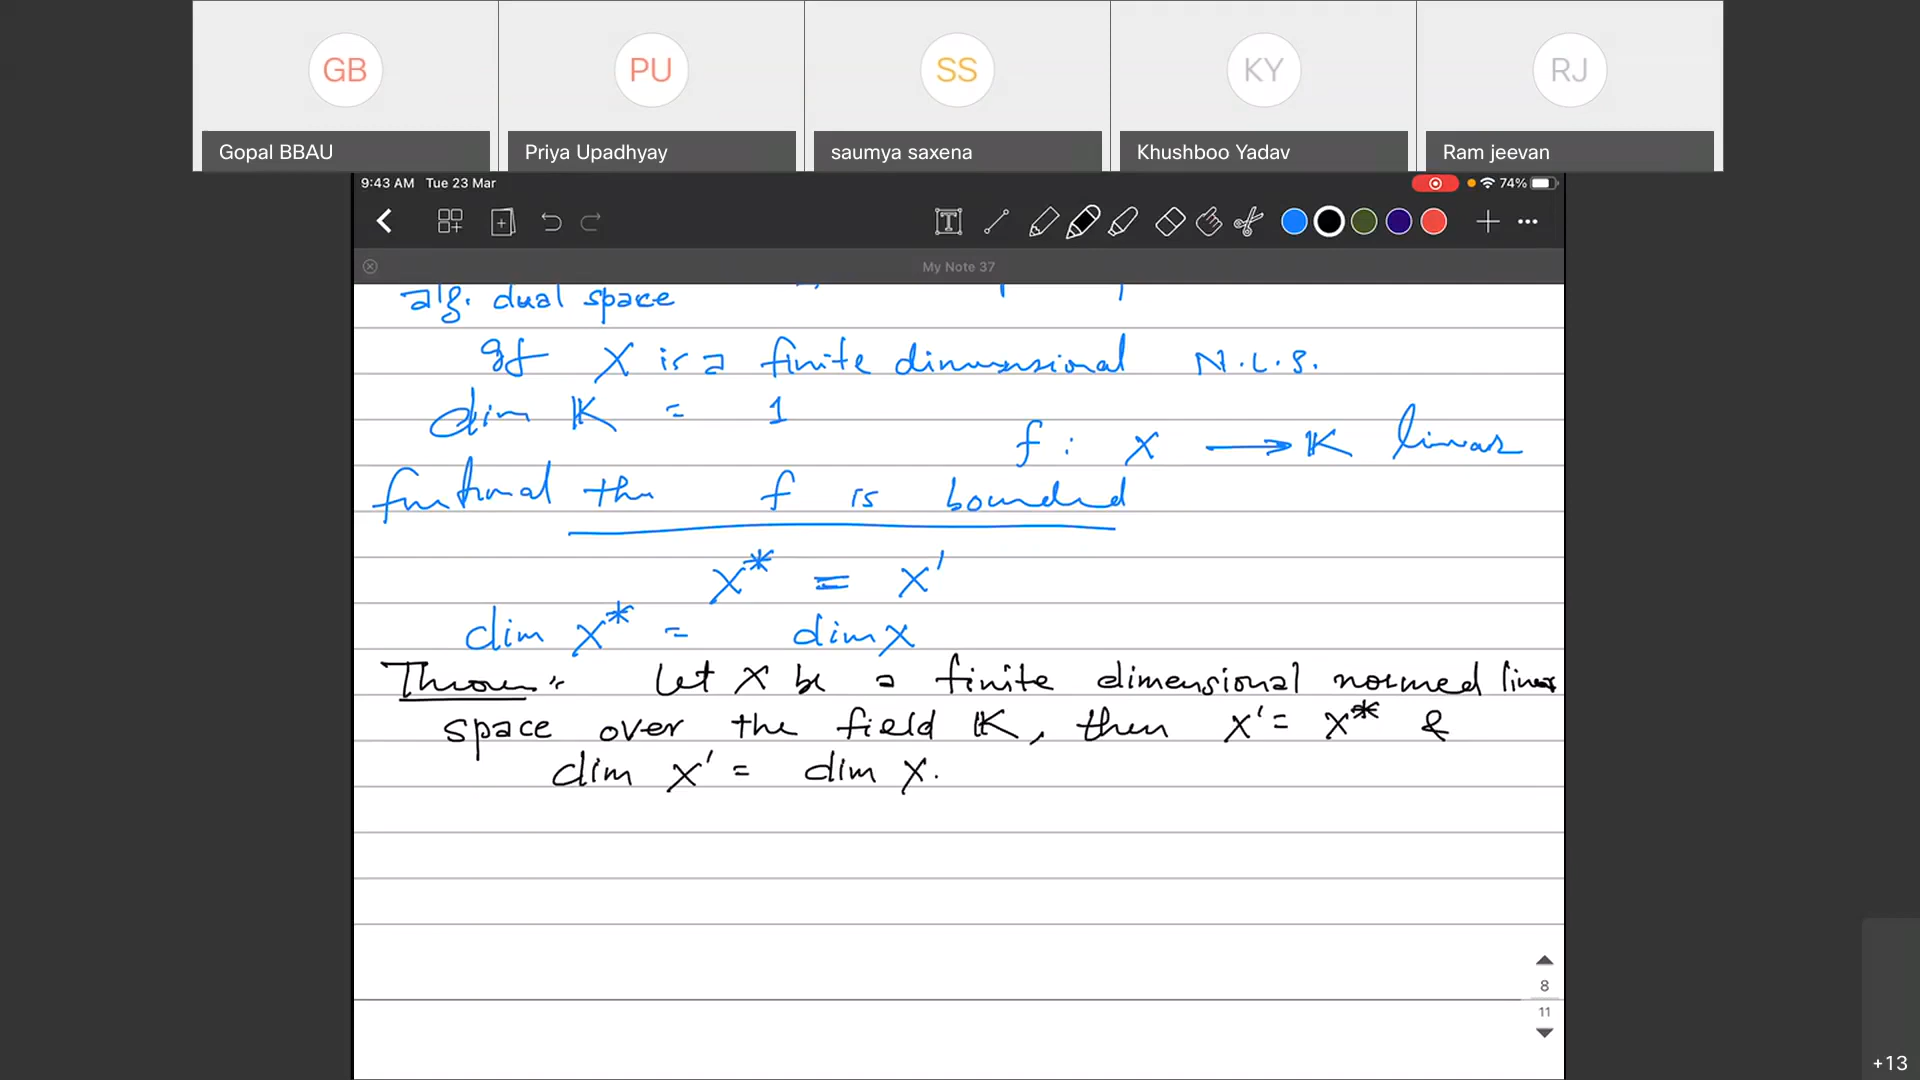 GB PU SS KY RJ
Gopal BBAU Priya Upadhyay saumya saxena Khushboo Yadav Ram jeevan
9:43 AM Tue 23 Mar 74%
My Note 37
alg. dual space
If X is a finite dimensional N.L.S.
dim K = 1
f : X → K linear
functional then f is bounded
X* = X'
dim X* = dim X
Theorem:- Let X be a finite dimensional normed linear
space over the field K, then X' = X* &
dim X' = dim X.
8
11
+13